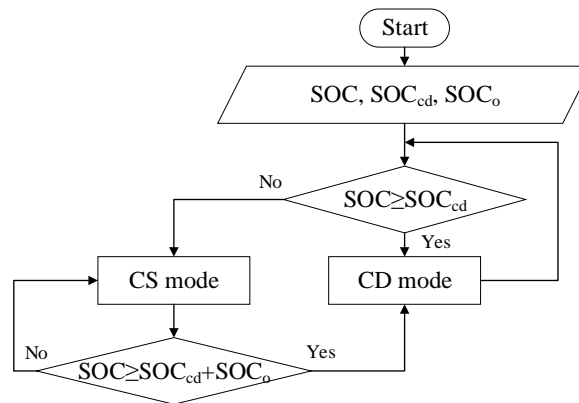 Start
SOC, SOCcd, SOCo
No
SOC≥SOCcd
Yes
CS mode
CD mode
No
SOC≥SOCcd+SOCo
Yes